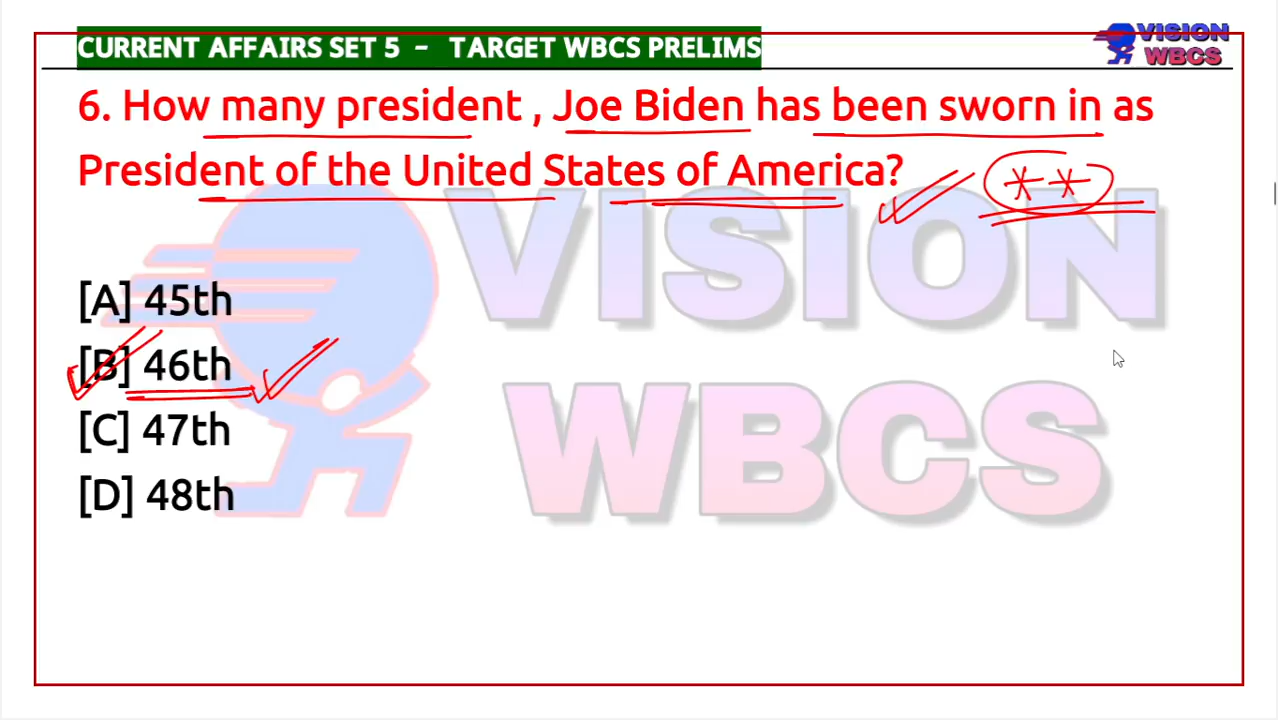 CURRENT AFFAIRS SET 5 - TARGET WBCS PRELIMS
VISION
WBCS
6. How many president , Joe Biden has been sworn in as
President of the United States of America?
**
VISION
WBCS
[A] 45th
[B] 46th
[C] 47th
[D] 48th